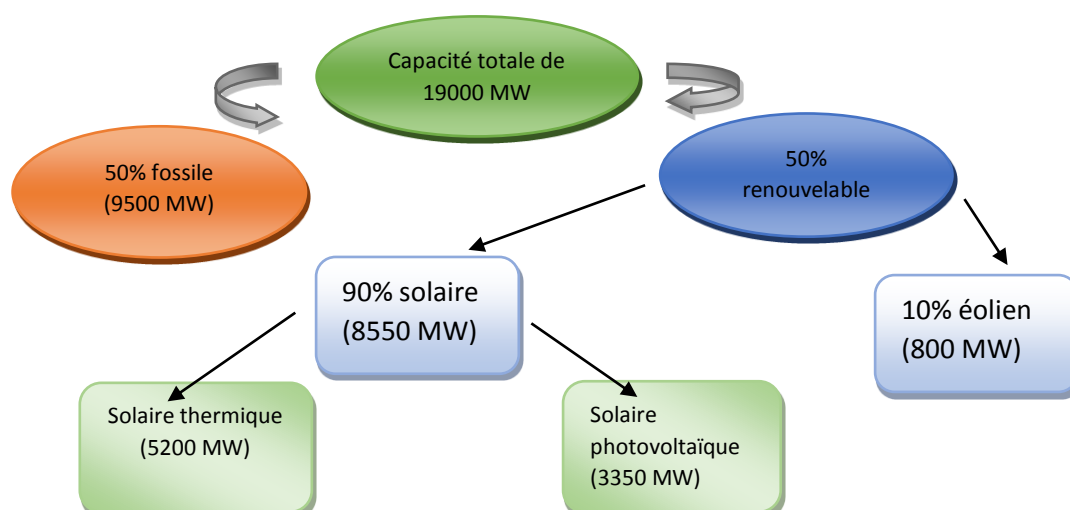 Capacité totale de
19000 MW
50% fossile
(9500 MW)
50%
renouvelable
90% solaire
(8550 MW)
10% éolien
(800 MW)
Solaire thermique
(5200 MW)
Solaire
photovoltaïque
(3350 MW)